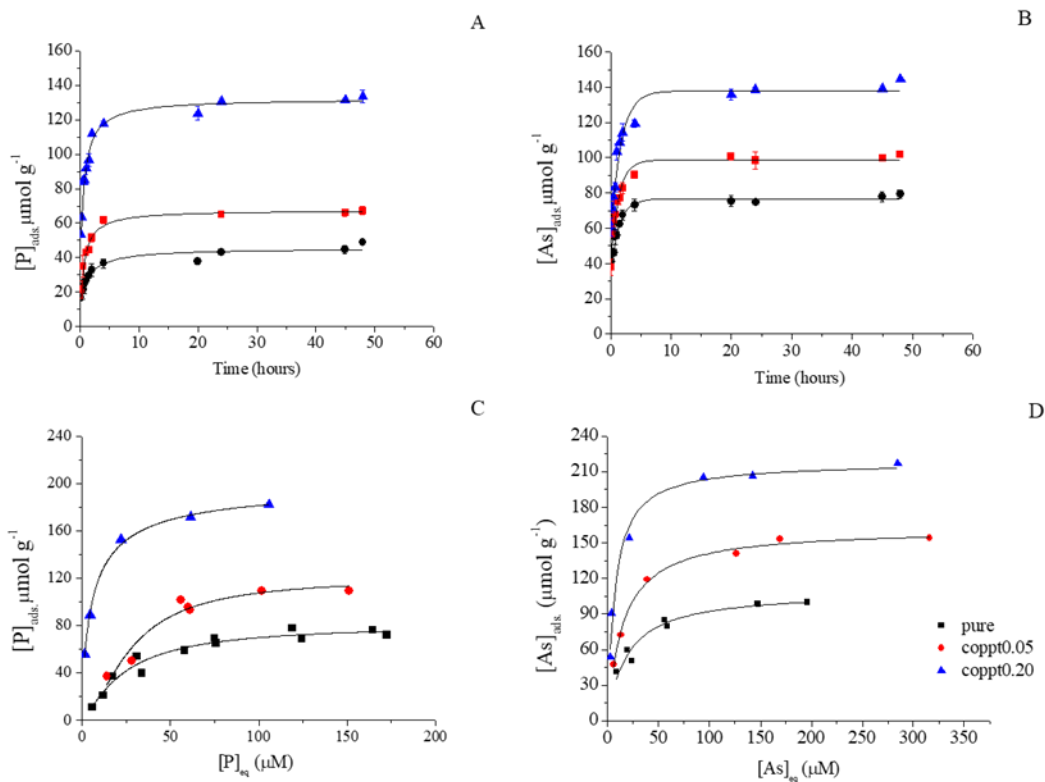 A
160
140
120
100
80
60
40
20
0
[P]ads. μmol g-1
0 10 20 30 40 50 60
Time (hours)
B
160
140
120
100
80
60
40
20
0
[As]ads. μmol g-1
0 10 20 30 40 50 60
Time (hours)
C
240
200
160
120
80
40
0
[P]ads. μmol g-1
0 50 100 150 200
[P]eq (μM)
D
240
210
180
150
120
90
60
30
0
[As]ads. (μmol g-1)
0 50 100 150 200 250 300 350
[As]eq (μM)
pure
coppt0.05
coppt0.20